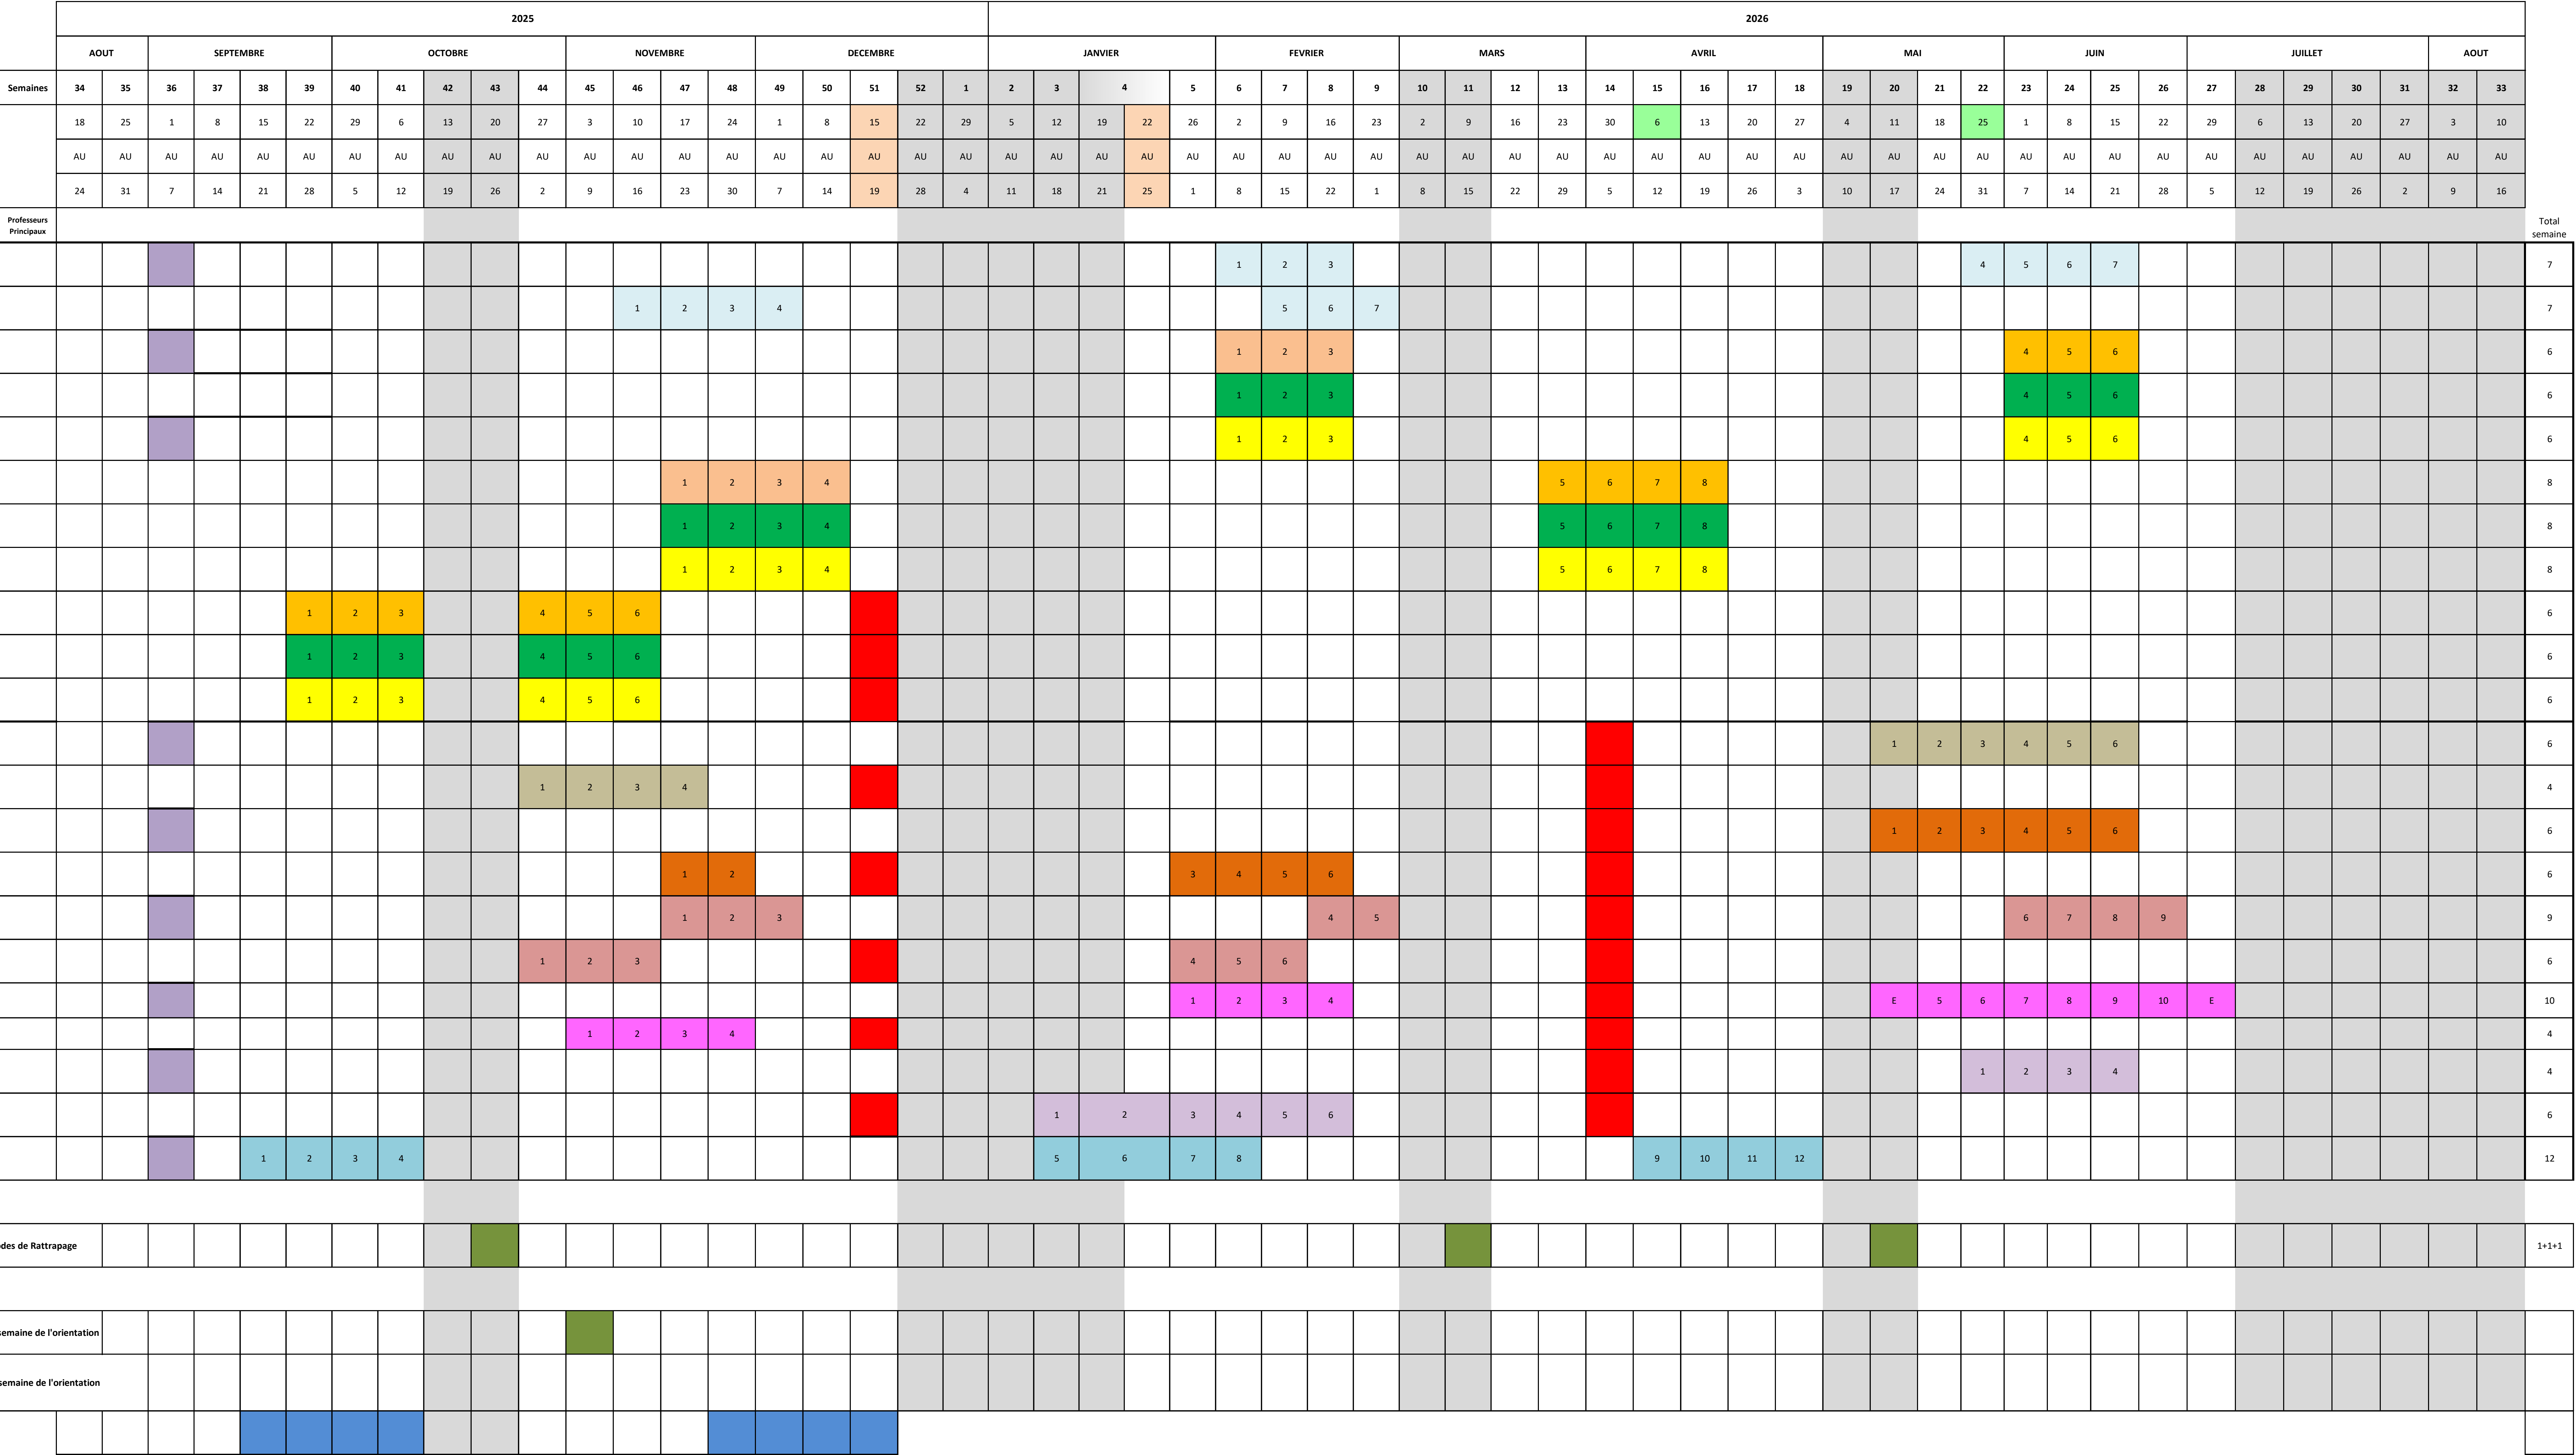 2025 2026
AOUT SEPTEMBRE OCTOBRE NOVEMBRE DECEMBRE JANVIER FEVRIER MARS AVRIL MAI JUIN JUILLET AOUT
Semaines 34 35 36 37 38 39 40 41 42 43 44 45 46 47 48 49 50 51 52 1 2 3 4 5 6 7 8 9 10 11 12 13 14 15 16 17 18 19 20 21 22 23 24 25 26 27 28 29 30 31 32 33
18 25 1 8 15 22 29 6 13 20 27 3 10 17 24 1 8 15 22 29 5 12 19 22 26 2 9 16 23 2 9 16 23 30 6 13 20 27 4 11 18 25 1 8 15 22 29 6 13 20 27 3 10
AU AU AU AU AU AU AU AU AU AU AU AU AU AU AU AU AU AU AU AU AU AU AU AU AU AU AU AU AU AU AU AU AU AU AU AU AU AU AU AU AU AU AU AU AU AU AU AU AU AU AU AU AU
24 31 7 14 21 28 5 12 19 26 2 9 16 23 30 7 14 19 28 4 11 18 21 25 1 8 15 22 1 8 15 22 29 5 12 19 26 3 10 17 24 31 7 14 21 28 5 12 19 26 2 9 16
Professeurs
Principaux
Total
semaine
1 2 3 4 5 6 7 7
1 2 3 4 5 6 7 7
1 2 3 4 5 6 6
1 2 3 4 5 6 6
1 2 3 4 5 6 6
1 2 3 4 5 6 7 8 8
1 2 3 4 5 6 7 8 8
1 2 3 4 5 6 7 8 8
1 2 3 4 5 6 6
1 2 3 4 5 6 6
1 2 3 4 5 6 6
1 2 3 4 5 6 6
1 2 3 4 4
1 2 3 4 5 6 6
1 2 3 4 5 6 6
1 2 3 4 5 6 7 8 9 9
1 2 3 4 5 6 6
1 2 3 4 E 5 6 7 8 9 10 E 10
1 2 3 4 4
1 2 3 4 4
1 2 3 4 5 6 6
1 2 3 4 5 6 7 8 9 10 11 12 12
des de Rattrapage 1+1+1
semaine de l'orientation
semaine de l'orientation